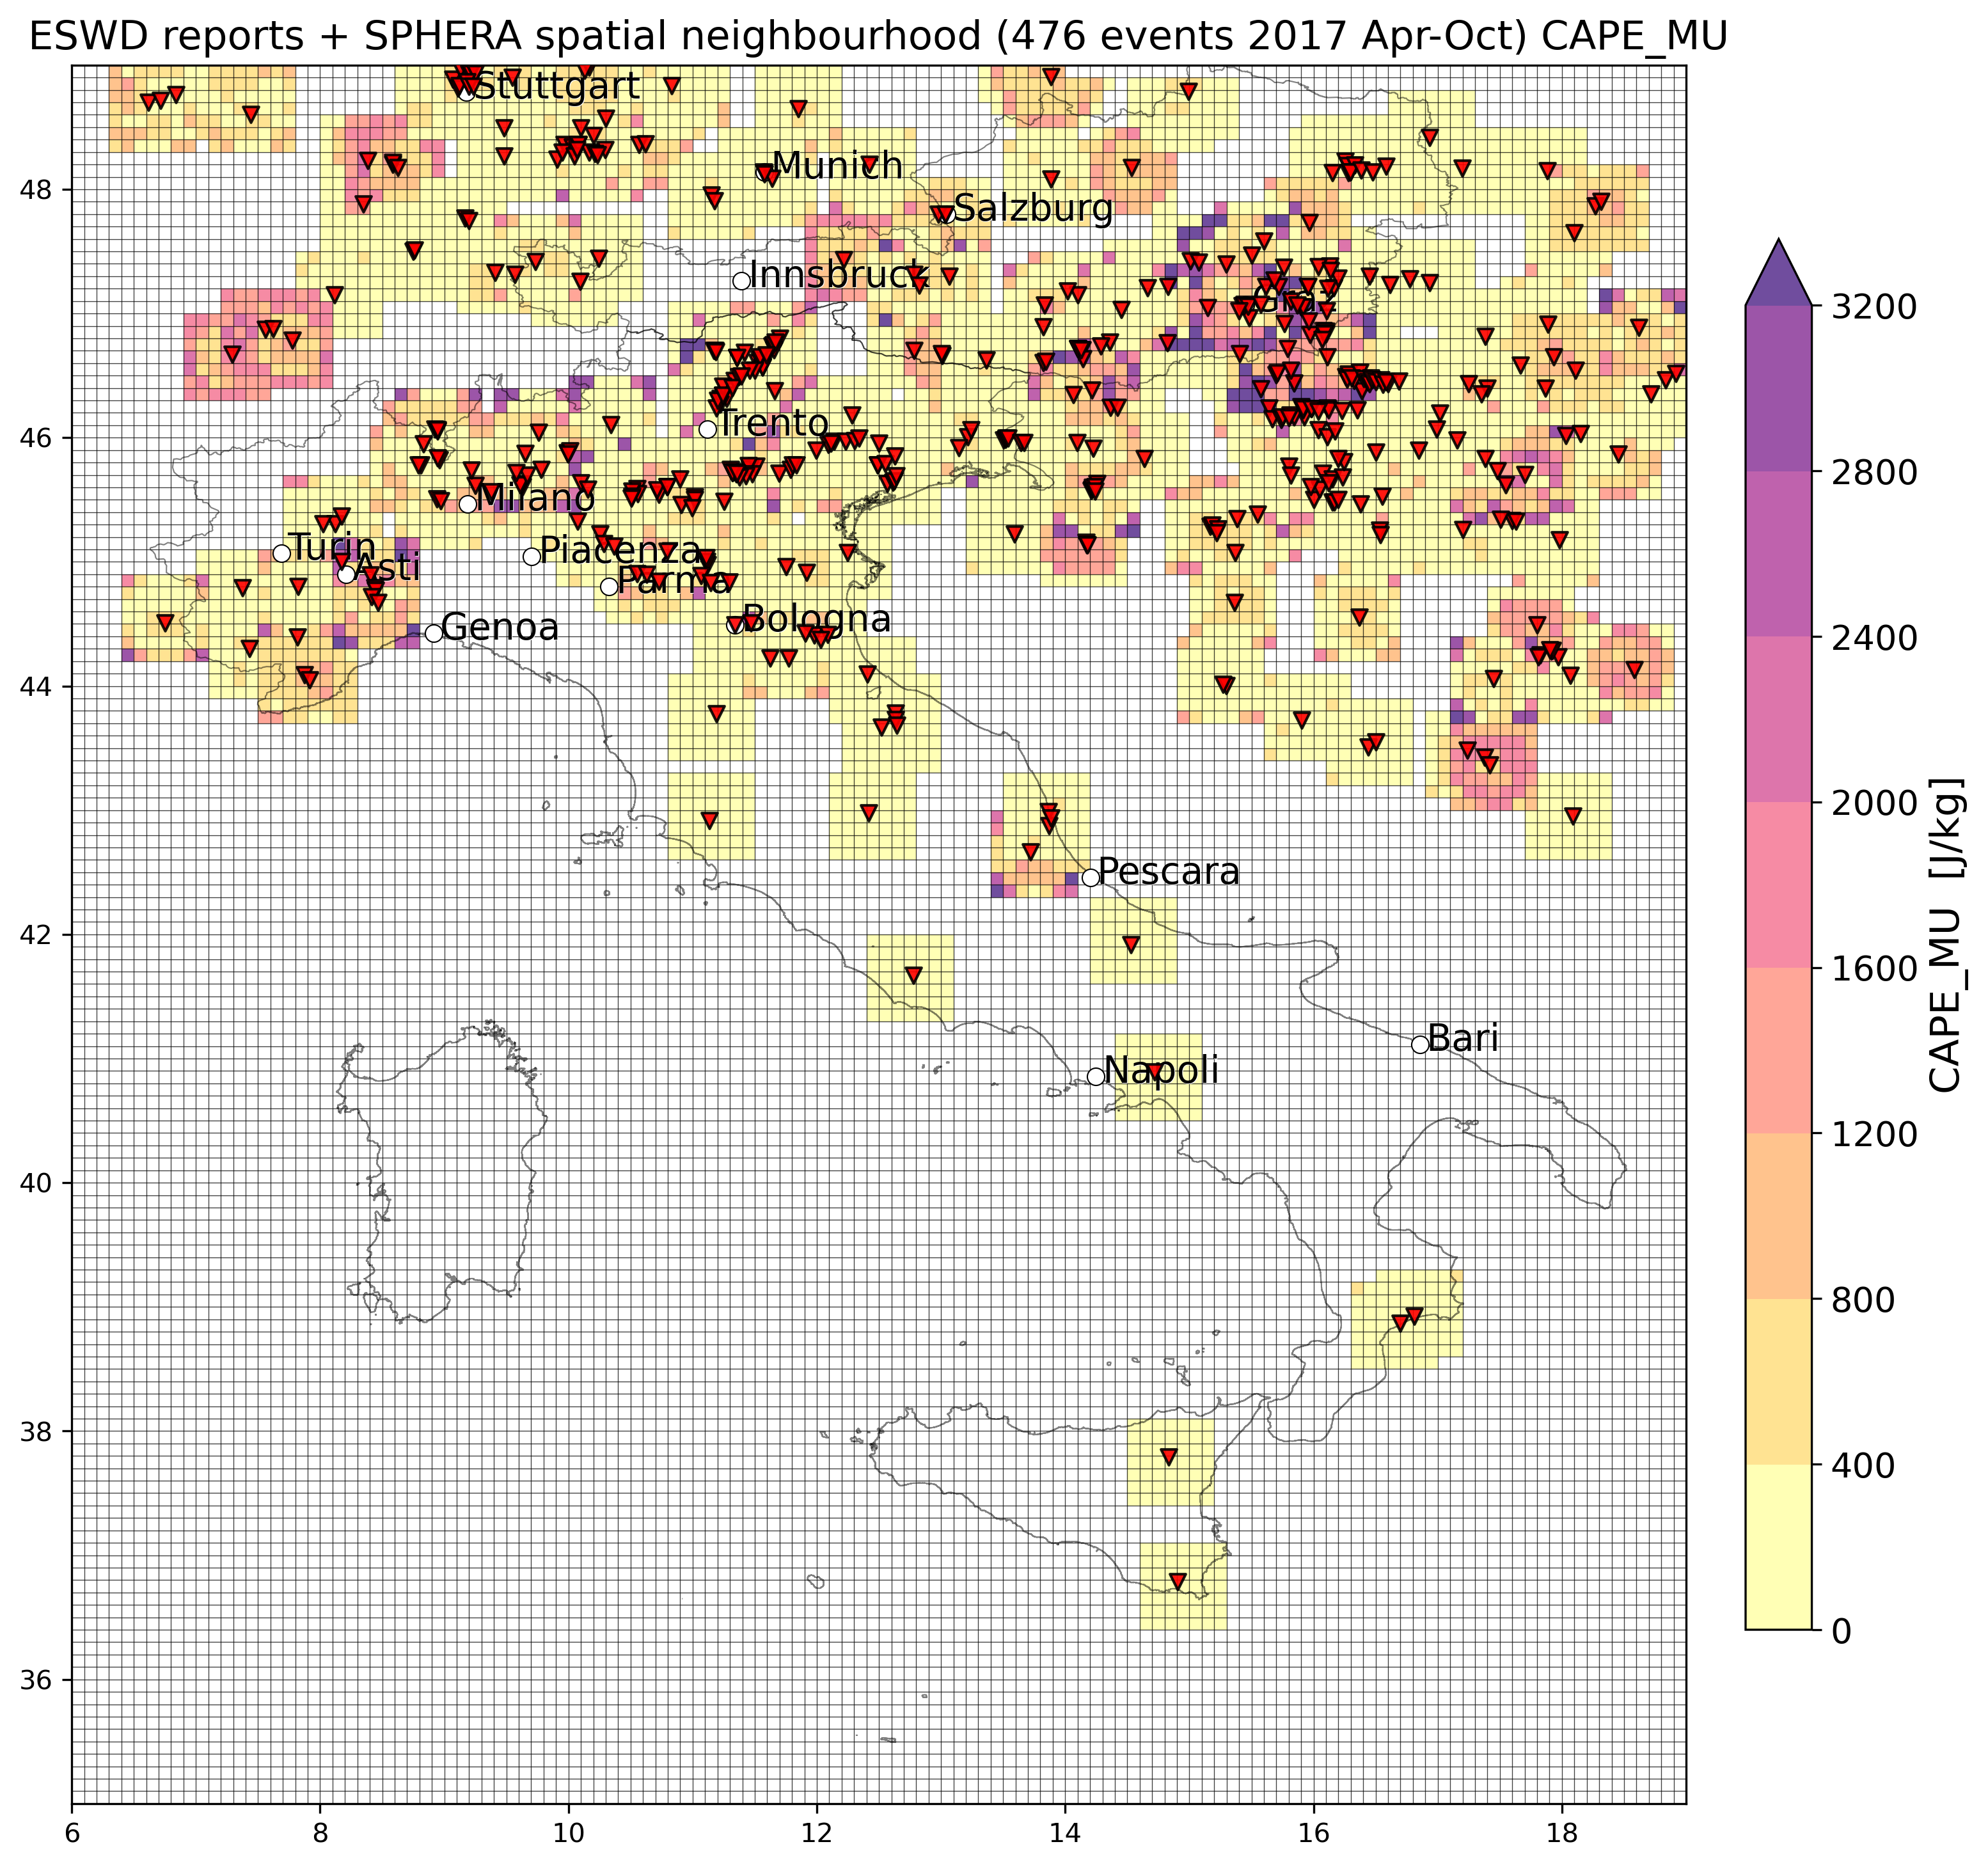 ESWD reports + SPHERA spatial neighbourhood (476 events 2017 Apr-Oct) CAPE_MU
Stuttgart
Munich
Salzburg
Innsbruck
Graz
Trento
Milano
Turin
Asti
Piacenza
Parma
Genoa
Bologna
Pescara
Bari
Napoli
48
46
44
42
40
38
36
6 8 10 12 14 16 18
3200
2800
2400
2000
1600
1200
800
400
0
CAPE_MU [J/kg]